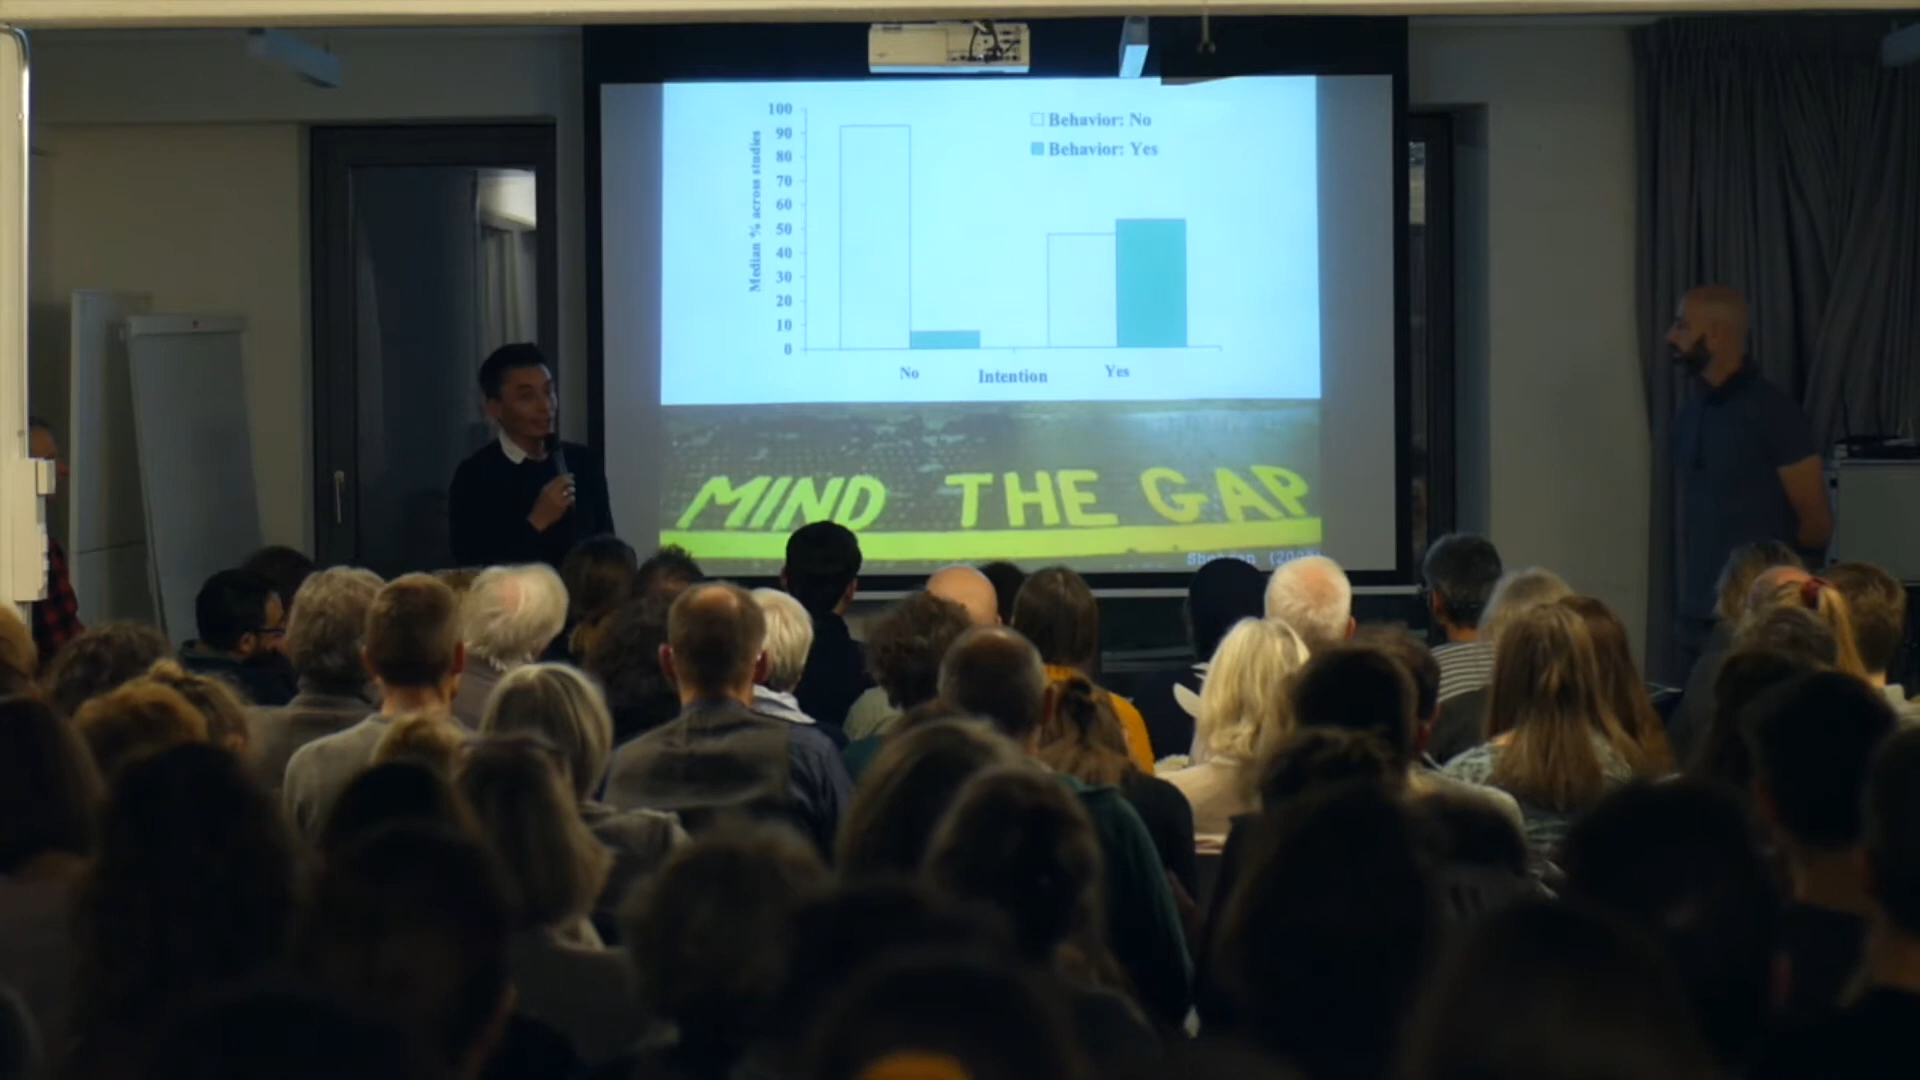 100
90
80
70
60
50
40
30
20
10
0
Median % across studies
Behavior: No
Behavior: Yes
No
Intention
Yes
MIND THE GAP